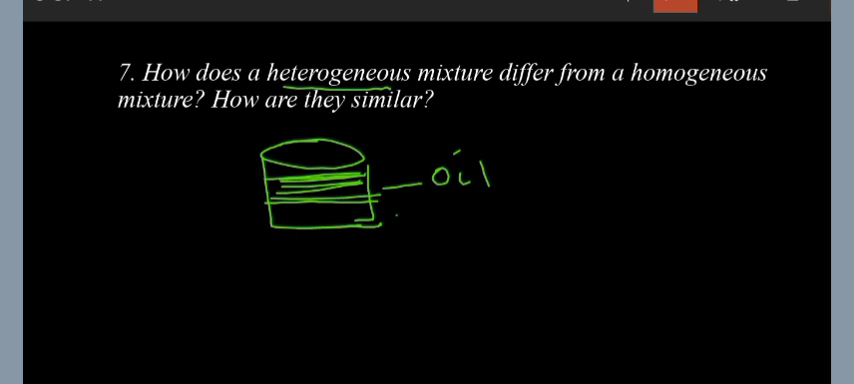 7. How does a heterogeneous mixture differ from a homogeneous
mixture? How are they similar?
oil